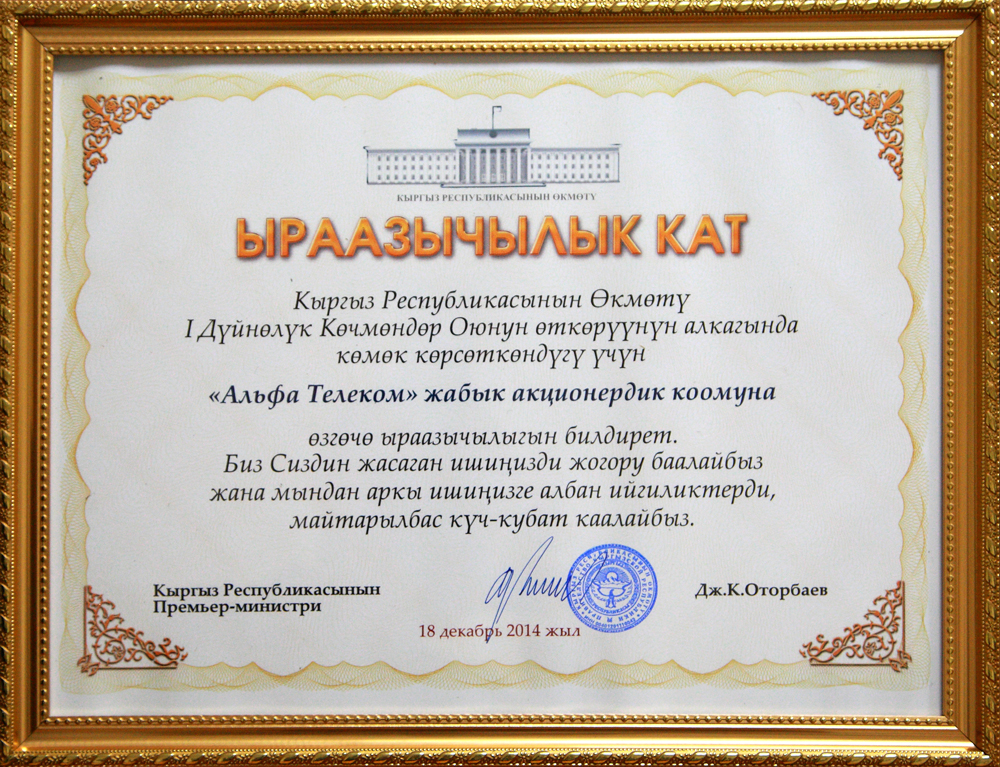 КЫРГЫЗ РЕСПУБЛИКАСЫНЫН ӨКМӨТҮ
ЫРААЗЫЧЫЛЫК КАТ
Кыргыз Республикасынын Өкмөтү
I Дүйнөлүк Көчмөндөр Оюнун өткөрүүнүн алкагында
көмөк көрсөткөндүгү үчүн
«Альфа Телеком» жабык акционердик коомуна
өзгөчө ыраазычылыгын билдирет.
Биз Сиздин жасаган ишиңизди жогору баалайбыз
жана мындан аркы ишиңизге албан ийгиликтерди,
майтарылбас күч-кубат каалайбыз.
Кыргыз Республикасынын
Премьер-министри
Дж.К.Оторбаев
18 декабрь 2014 жыл